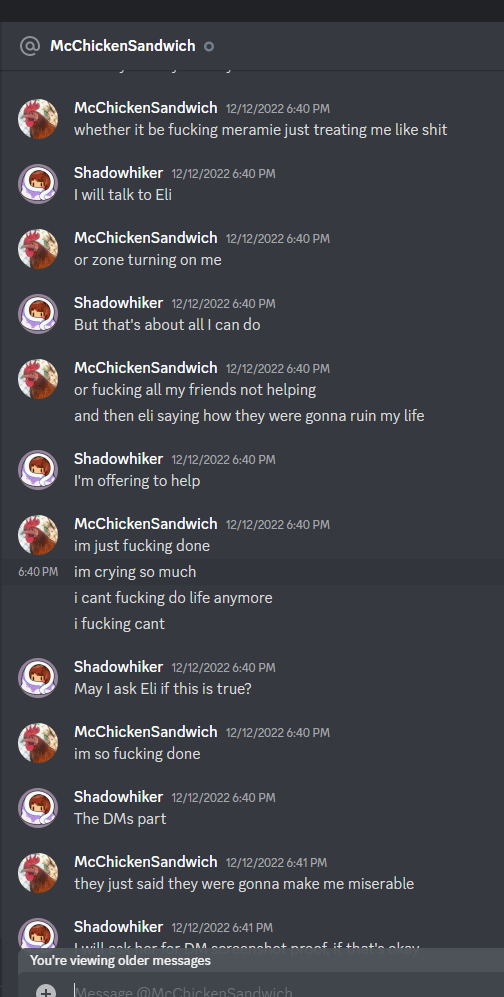 McChickenSandwich
McChickenSandwich 12/12/2022 6:40 PM
whether it be fucking meramie just treating me like shit
Shadowhiker 12/12/2022 6:40 PM
I will talk to Eli
McChickenSandwich 12/12/2022 6:40 PM
or zone turning on me
Shadowhiker 12/12/2022 6:40 PM
But that's about all I can do
McChickenSandwich 12/12/2022 6:40 PM
or fucking all my friends not helping
and then eli saying how they were gonna ruin my life
Shadowhiker 12/12/2022 6:40 PM
I'm offering to help
McChickenSandwich 12/12/2022 6:40 PM
im just fucking done
6:40 PM im crying so much
i cant fucking do life anymore
i fucking cant
Shadowhiker 12/12/2022 6:40 PM
May I ask Eli if this is true?
McChickenSandwich 12/12/2022 6:40 PM
im so fucking done
Shadowhiker 12/12/2022 6:40 PM
The DMs part
McChickenSandwich 12/12/2022 6:41 PM
they just said they were gonna make me miserable
Shadowhiker 12/12/2022 6:41 PM
I will ask her for DM screenshot proof, if that's okay
You're viewing older messages
Message @McChickenSandwich